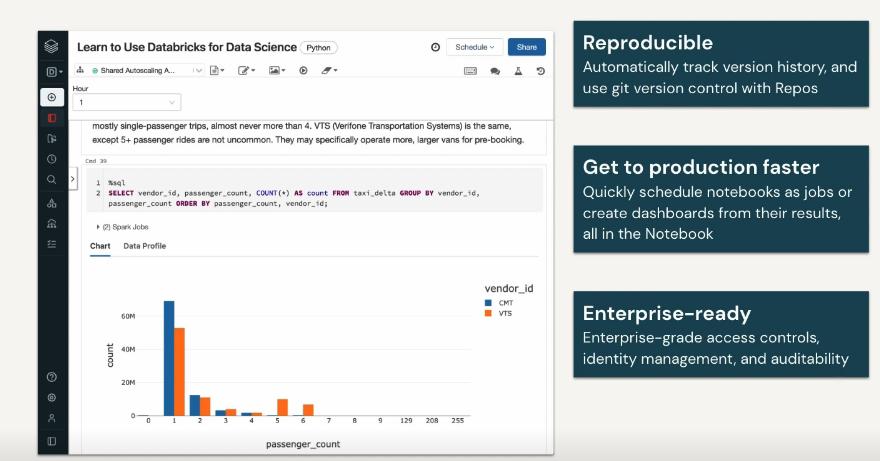 Learn to Use Databricks for Data Science Python
Schedule
Share
D
Shared Autoscaling A...
Hour
1
mostly single-passenger trips, almost never more than 4. VTS (Verifone Transportation Systems) is the same,
except 5+ passenger rides are not uncommon. They may specifically operate more, larger vans for pre-booking.
Cmd 39
1 %sql
2 SELECT vendor_id, passenger_count, COUNT(*) AS count FROM taxi_delta GROUP BY vendor_id,
passenger_count ORDER BY passenger_count, vendor_id;
(2) Spark Jobs
Chart Data Profile
vendor_id
CMT
VTS
60M
40M
20M
0
count
0 1 2 3 4 5 6 7 8 9 129 208 255
passenger_count
Reproducible
Automatically track version history, and
use git version control with Repos
Get to production faster
Quickly schedule notebooks as jobs or
create dashboards from their results,
all in the Notebook
Enterprise-ready
Enterprise-grade access controls,
identity management, and auditability